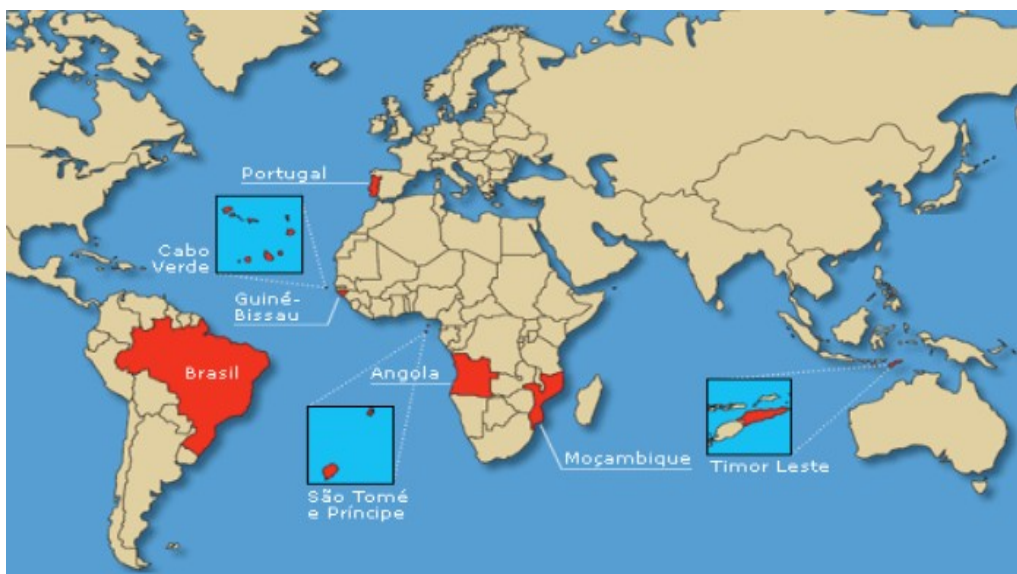 Portugal
Cabo
Verde
Guiné-
Bissau
Brasil
Angola
Moçambique
Timor Leste
São Tomé
e Príncipe